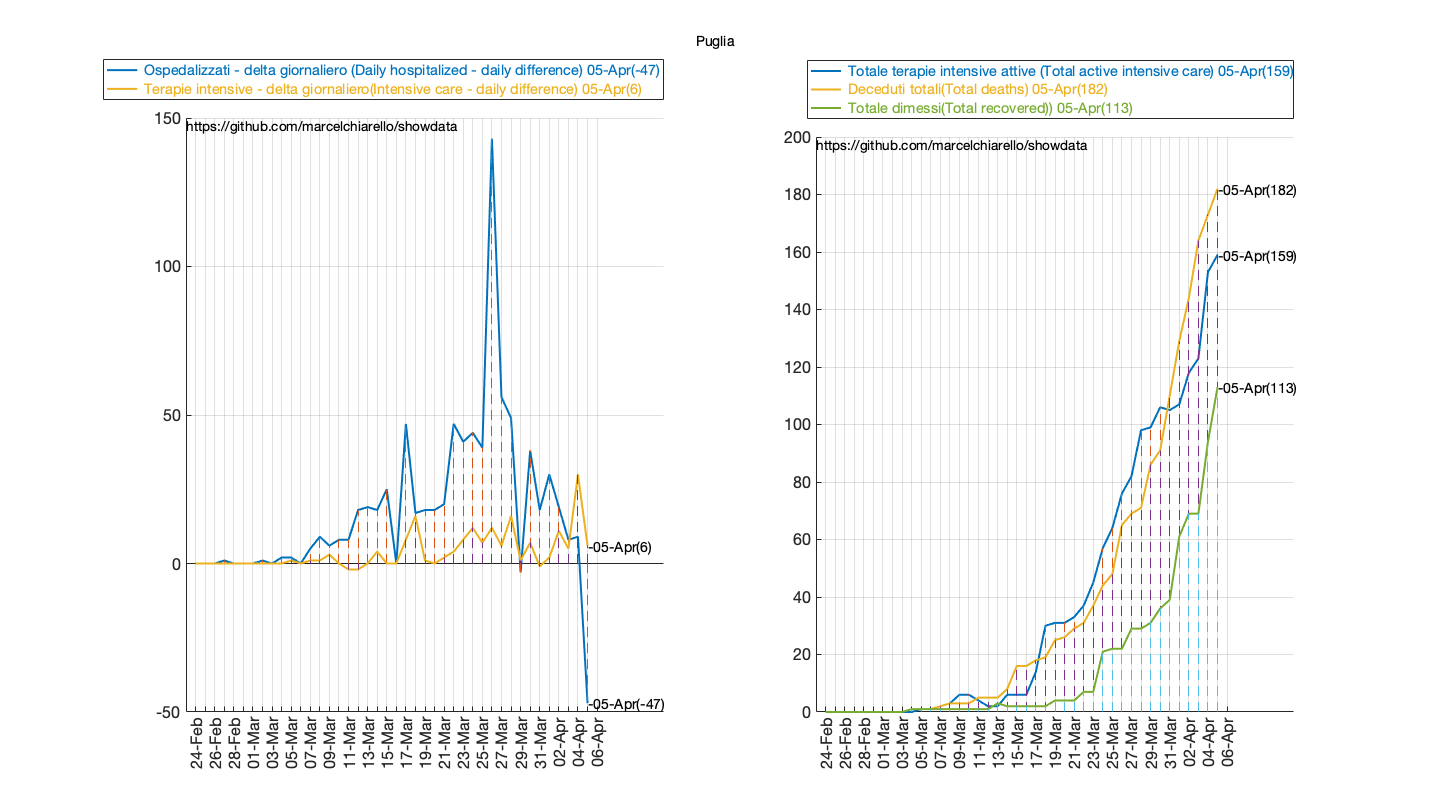 Puglia
Ospedalizzati - delta giornaliero (Daily hospitalized - daily difference) 05-Apr(-47)
Terapie intensive - delta giornaliero(Intensive care - daily difference) 05-Apr(6)
https://github.com/marcelchiarello/showdata
150
100
50
0
-50
-05-Apr(6)
-05-Apr(-47)
24-Feb
26-Feb
28-Feb
01-Mar
03-Mar
05-Mar
07-Mar
09-Mar
11-Mar
13-Mar
15-Mar
17-Mar
19-Mar
21-Mar
23-Mar
25-Mar
27-Mar
29-Mar
31-Mar
02-Apr
04-Apr
06-Apr
Totale terapie intensive attive (Total active intensive care) 05-Apr(159)
Deceduti totali(Total deaths) 05-Apr(182)
Totale dimessi(Total recovered)) 05-Apr(113)
https://github.com/marcelchiarello/showdata
200
180
160
140
120
100
80
60
40
20
0
-05-Apr(182)
-05-Apr(159)
-05-Apr(113)
24-Feb
26-Feb
28-Feb
01-Mar
03-Mar
05-Mar
07-Mar
09-Mar
11-Mar
13-Mar
15-Mar
17-Mar
19-Mar
21-Mar
23-Mar
25-Mar
27-Mar
29-Mar
31-Mar
02-Apr
04-Apr
06-Apr